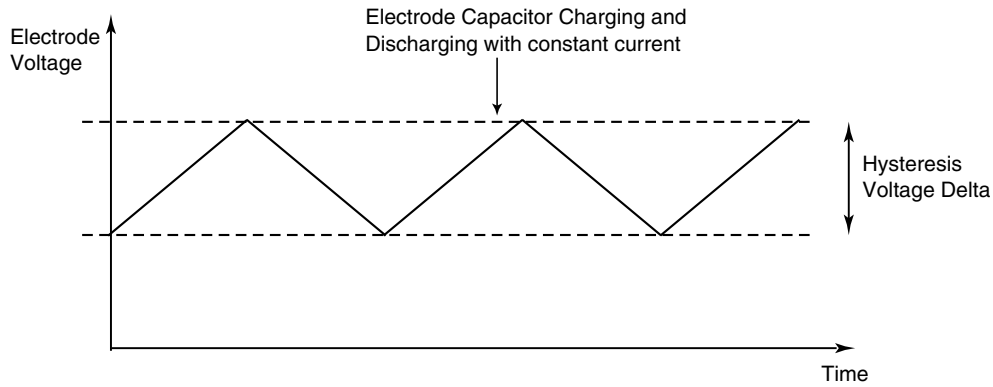 Electrode Capacitor Charging and
Discharging with constant current
Electrode
Voltage
Hysteresis
Voltage Delta
Time